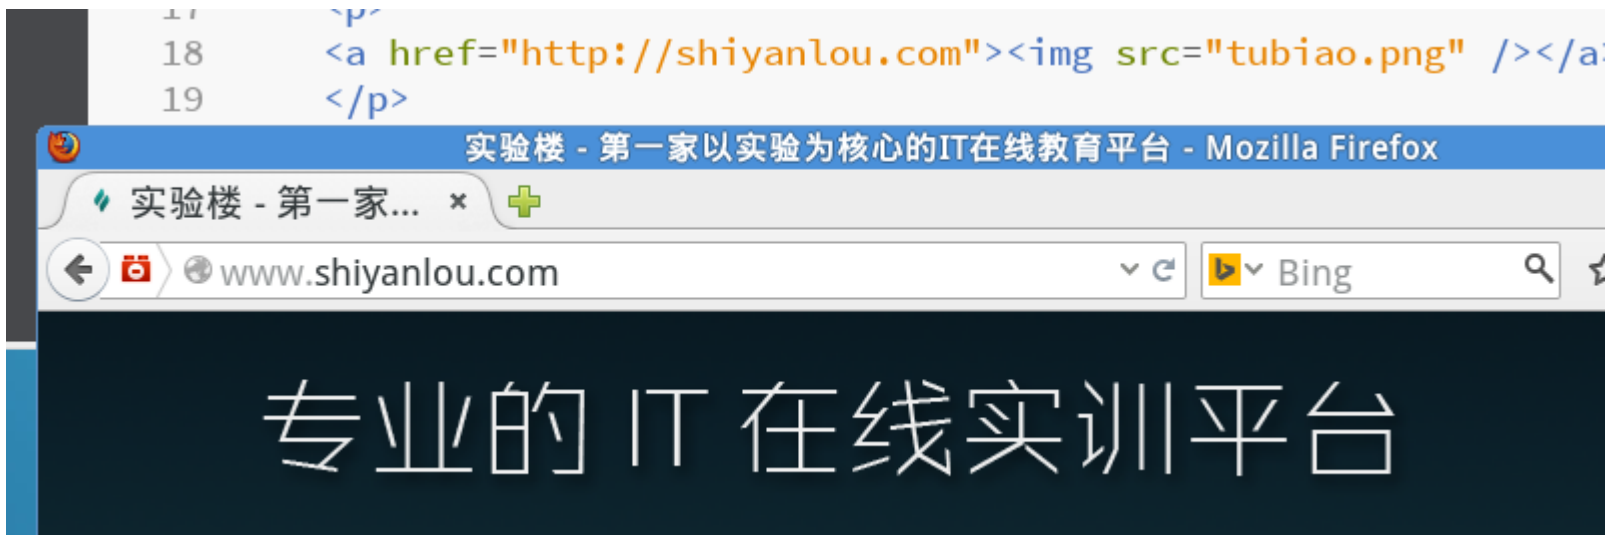 17 <p>
18 <a href="http://shiyanlou.com"><img src="tubiao.png" /></a>
19 </p>
实验楼 - 第一家以实验为核心的IT在线教育平台 - Mozilla Firefox
实验楼 - 第一家...
www.shiyanlou.com Bing
专业的 IT 在线实训平台